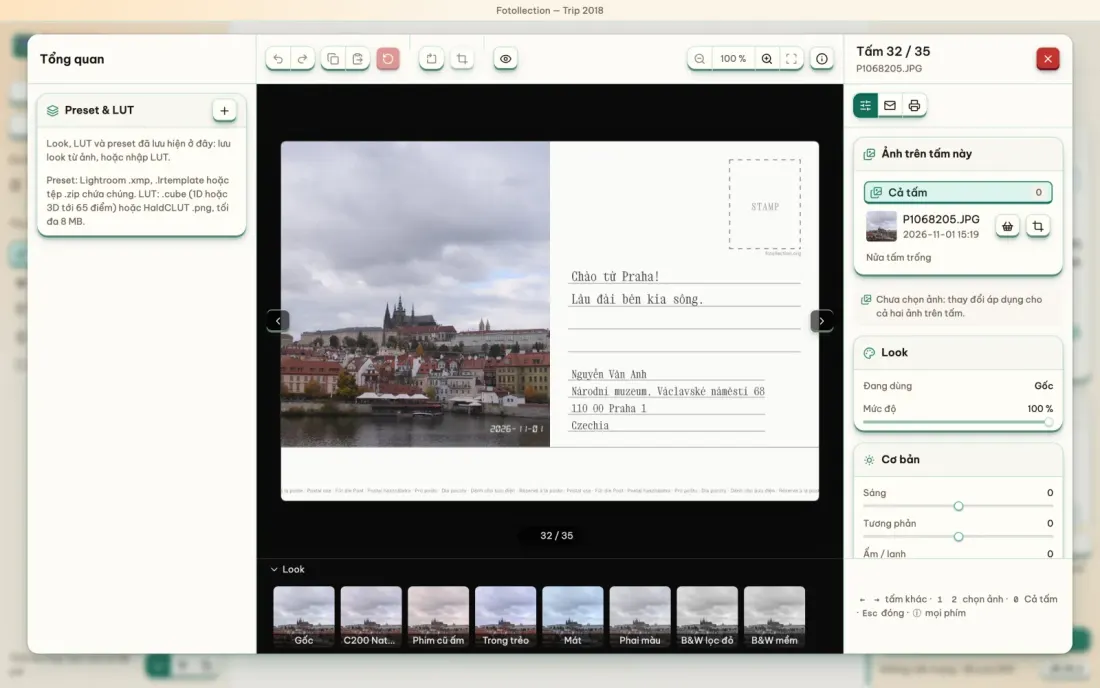 Fotollection — Trip 2018
Tổng quan
100 %
Tấm 32 / 35
P1068205.JPG
Preset & LUT
Look, LUT và preset đã lưu hiện ở đây: lưu
look từ ảnh, hoặc nhập LUT.
Preset: Lightroom .xmp, .lrtemplate hoặc
tệp .zip chứa chúng. LUT: .cube (1D hoặc
3D tới 65 điểm) hoặc HaldCLUT .png, tối
đa 8 MB.
STAMP
fotollection.org
Chào từ Praha!
Lâu đài bên kia sông.
Nguyễn Vân Anh
Národní muzeum, Václavské náměstí 68
110 00 Praha 1
Czechia
2026-11-01
32 / 35
Look
Gốc
C200 Nat...
Phim cũ ấm
Trong trẻo
Mát
Phai màu
B&W lọc đỏ
B&W mềm
Ảnh trên tấm này
Cả tấm
0
P1068205.JPG
2026-11-01 15:19
Nửa tấm trống
Chưa chọn ảnh: thay đổi áp dụng cho
cả hai ảnh trên tấm.
Look
Đang dùng Gốc
Mức độ 100 %
Cơ bản
Sáng 0
Tương phản 0
Ấm / lạnh 0
← → tấm khác · 1 2 chọn ảnh · 0 Cả tấm
· Esc đóng · ⓘ mọi phím